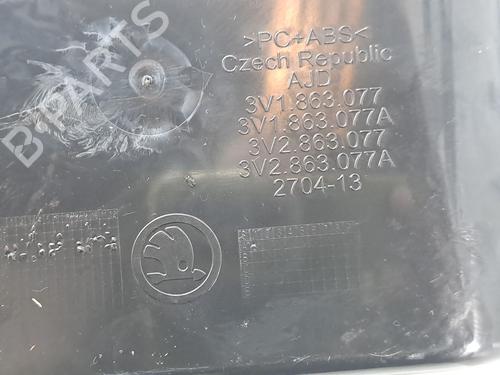 B-PARTS
>PC+ABS<
Czech Republic
AJD
3V1.863.077
3V1.863.077A
3V2.863.077
3V2.863.077A
2704-13